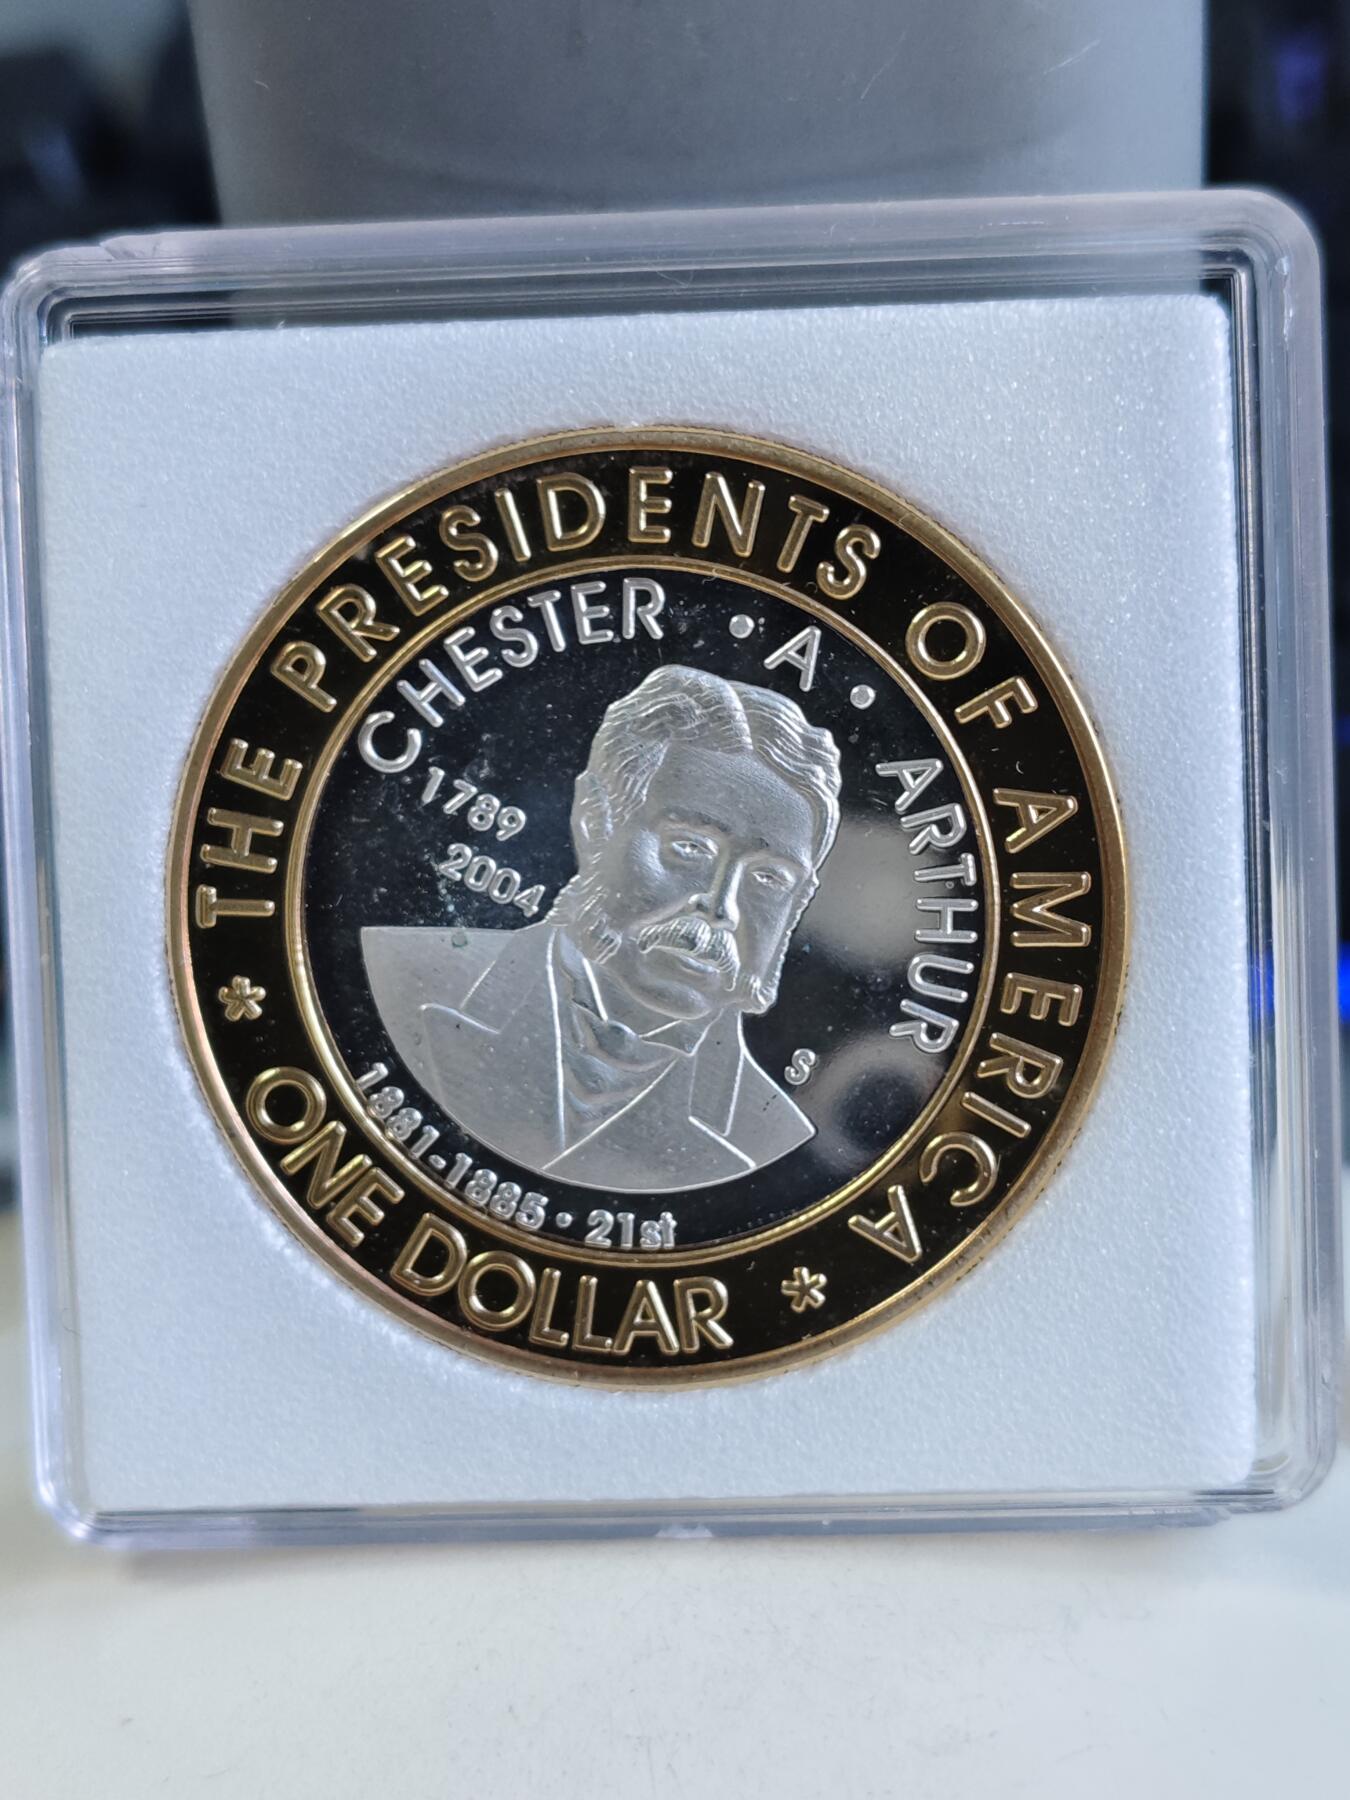 * THE PRESIDENTS OF AMERICA *
ONE DOLLAR
CHESTER • A • ARTHUR
1789
2004
S
1881-1885 • 21st